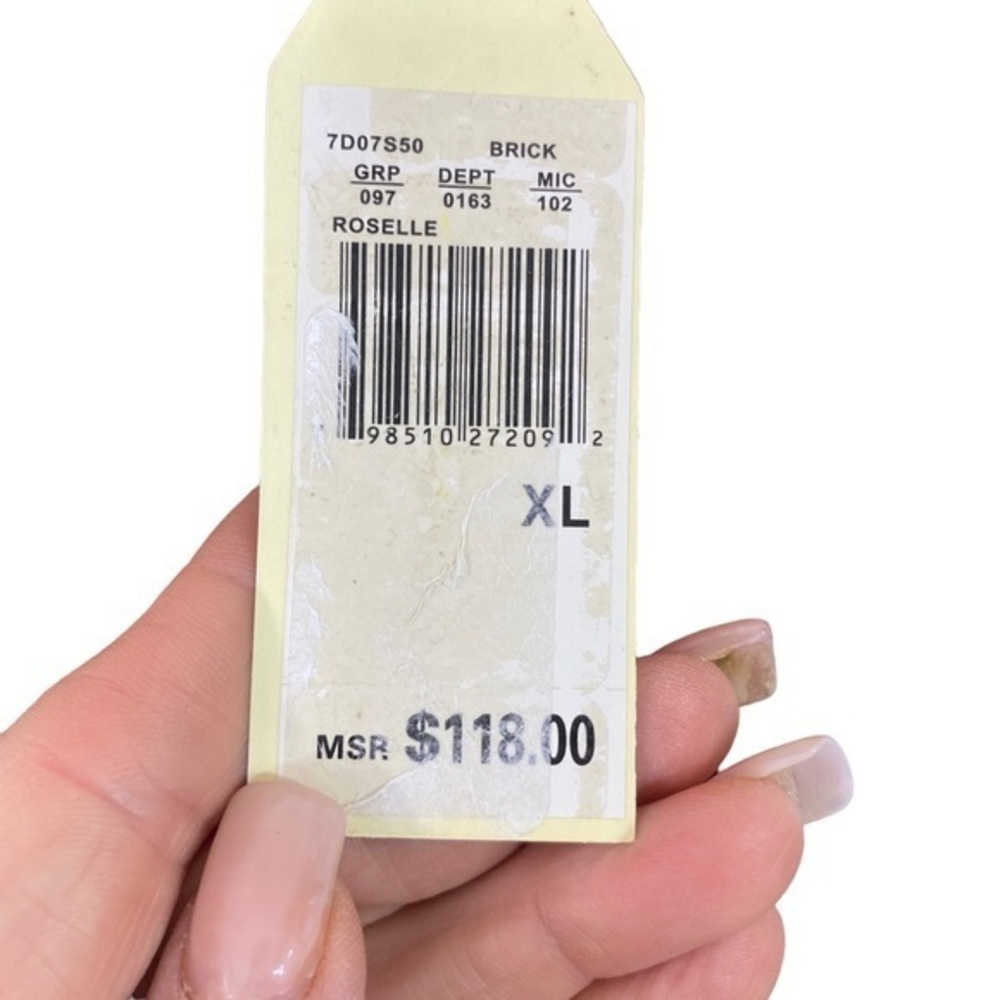 7D07S50 BRICK
GRP DEPT MIC
097 0163 102
ROSELLE
98510 27209 2
XL
MSR $118.00